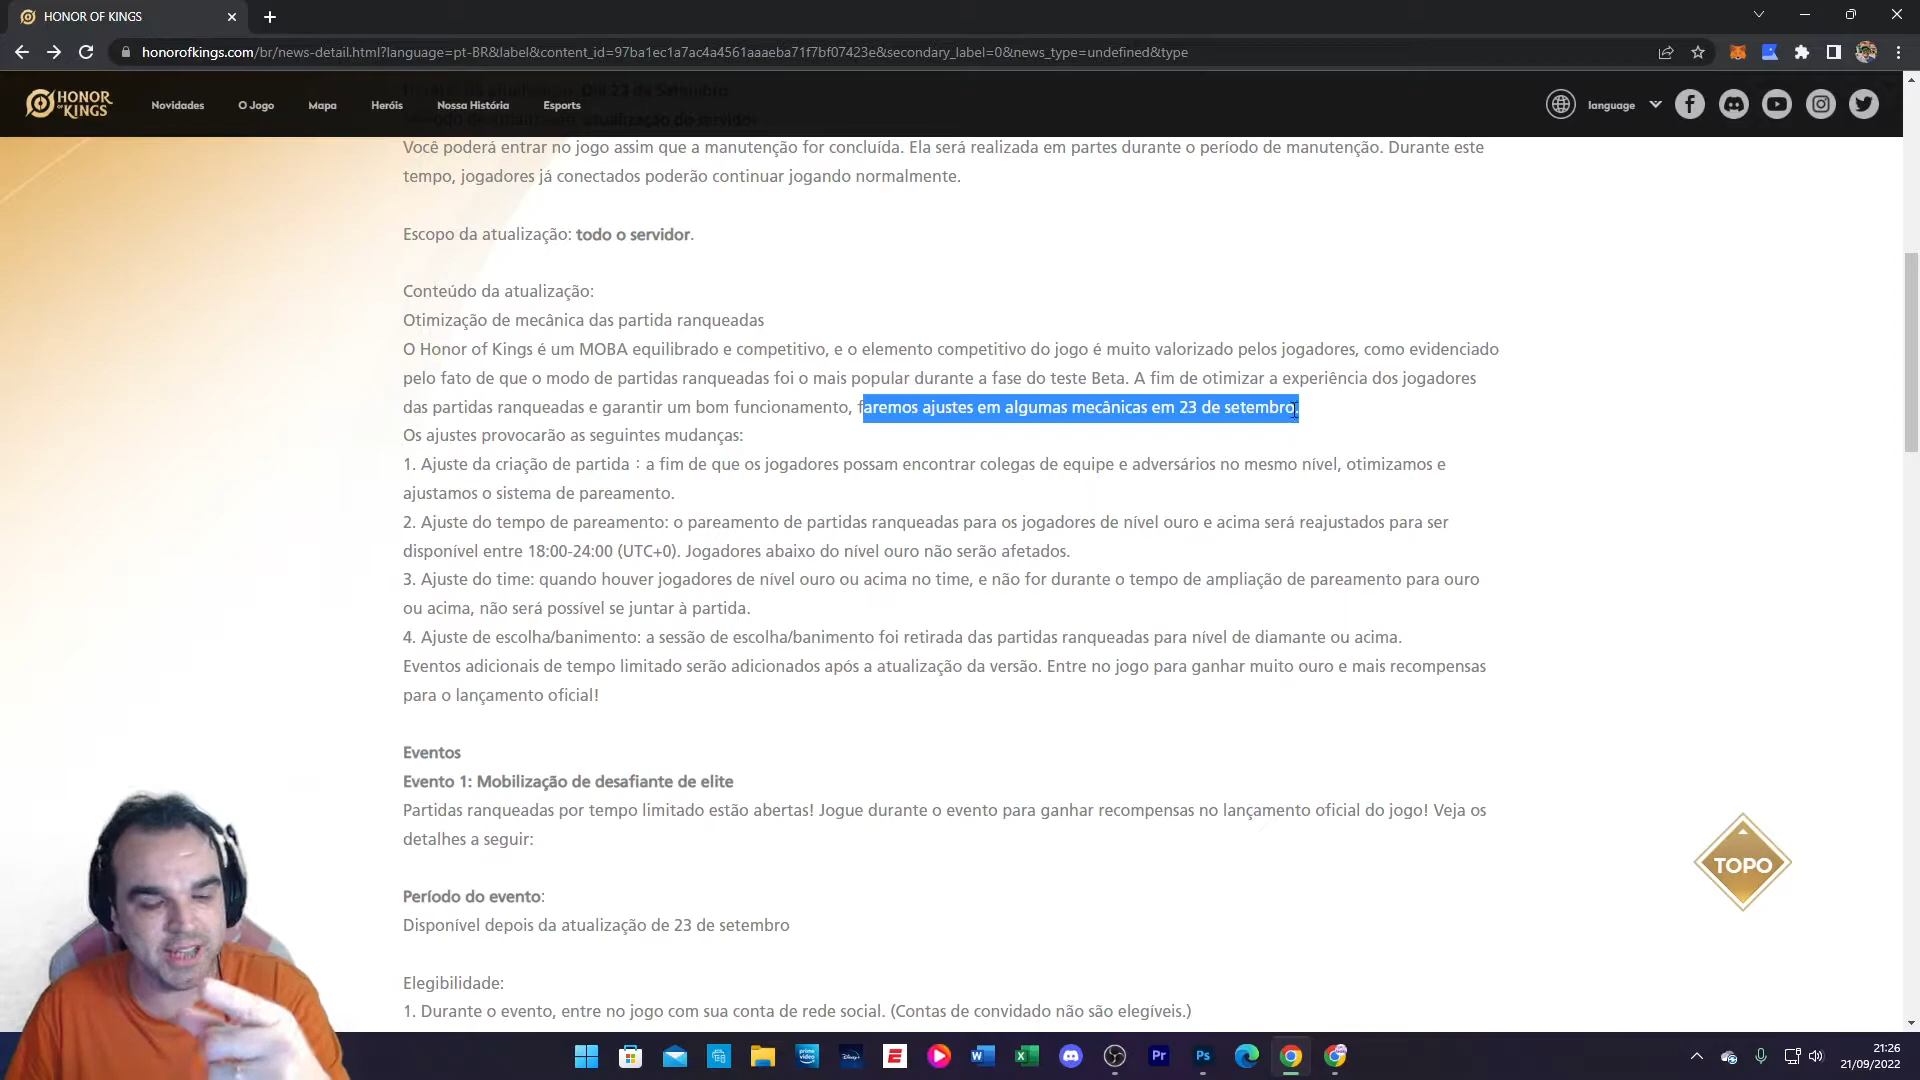 HONOR OF KINGS
honorofkings.com/br/news-detail.html?language=pt-BR&label&content_id=97ba1ec1a7ac4a4561aaaeba71f7bf07423e&secondary_label=0&news_type=undefined&type
HONOR OF KINGS
Novidades
O Jogo
Mapa
Heróis
Nossa História
Esports
language
Você poderá entrar no jogo assim que a manutenção for concluída. Ela será realizada em partes durante o período de manutenção. Durante este
tempo, jogadores já conectados poderão continuar jogando normalmente.
Escopo da atualização: todo o servidor.
Conteúdo da atualização:
Otimização de mecânica das partida ranqueadas
O Honor of Kings é um MOBA equilibrado e competitivo, e o elemento competitivo do jogo é muito valorizado pelos jogadores, como evidenciado
pelo fato de que o modo de partidas ranqueadas foi o mais popular durante a fase do teste Beta. A fim de otimizar a experiência dos jogadores
das partidas ranqueadas e garantir um bom funcionamento, faremos ajustes em algumas mecânicas em 23 de setembro.
Os ajustes provocarão as seguintes mudanças:
1. Ajuste da criação de partida：a fim de que os jogadores possam encontrar colegas de equipe e adversários no mesmo nível, otimizamos e
ajustamos o sistema de pareamento.
2. Ajuste do tempo de pareamento: o pareamento de partidas ranqueadas para os jogadores de nível ouro e acima será reajustados para ser
disponível entre 18:00-24:00 (UTC+0). Jogadores abaixo do nível ouro não serão afetados.
3. Ajuste do time: quando houver jogadores de nível ouro ou acima no time, e não for durante o tempo de ampliação de pareamento para ouro
ou acima, não será possível se juntar à partida.
4. Ajuste de escolha/banimento: a sessão de escolha/banimento foi retirada das partidas ranqueadas para nível de diamante ou acima.
Eventos adicionais de tempo limitado serão adicionados após a atualização da versão. Entre no jogo para ganhar muito ouro e mais recompensas
para o lançamento oficial!
Eventos
Evento 1: Mobilização de desafiante de elite
Partidas ranqueadas por tempo limitado estão abertas! Jogue durante o evento para ganhar recompensas no lançamento oficial do jogo! Veja os
detalhes a seguir:
TOPO
Período do evento:
Disponível depois da atualização de 23 de setembro
Elegibilidade:
1. Durante o evento, entre no jogo com sua conta de rede social. (Contas de convidado não são elegíveis.)
21:26
21/09/2022